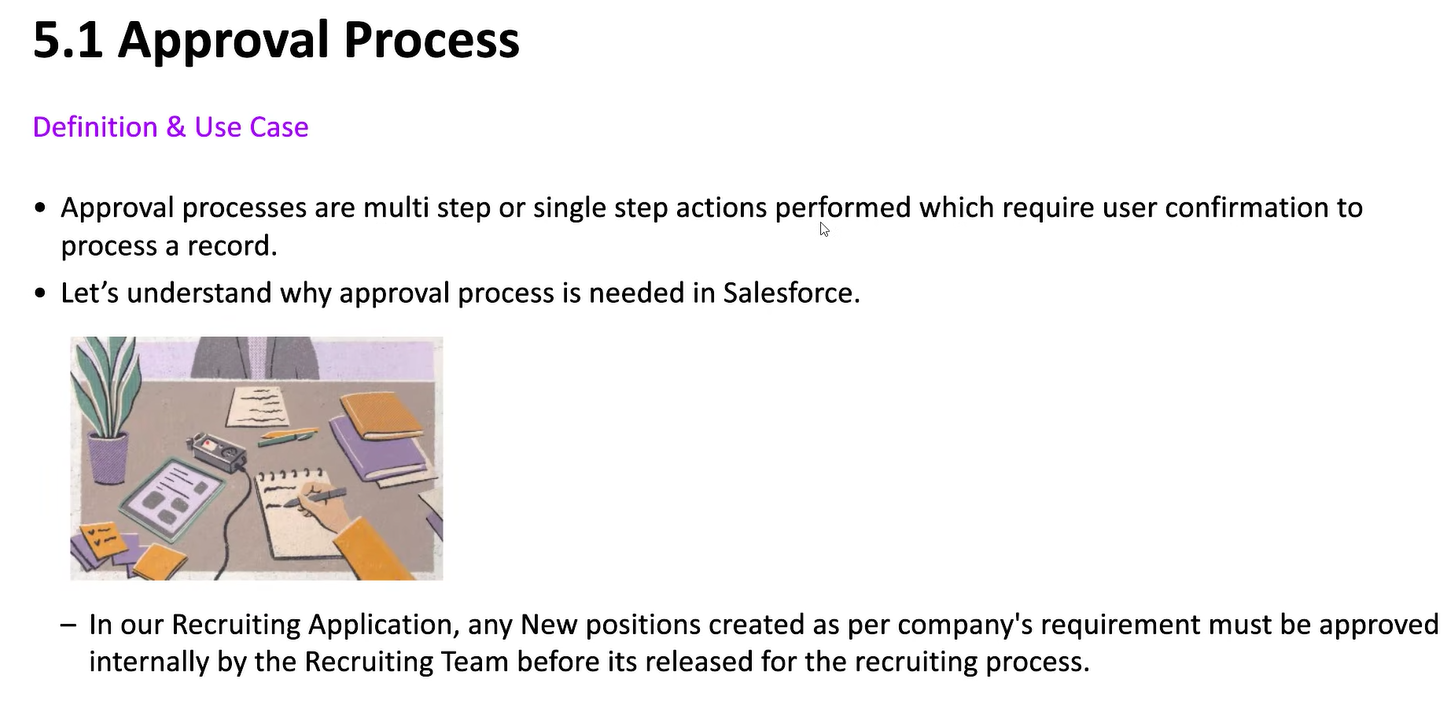 5.1 Approval Process
Definition & Use Case
• Approval processes are multi step or single step actions performed which require user confirmation to
process a record.
• Let’s understand why approval process is needed in Salesforce.
– In our Recruiting Application, any New positions created as per company's requirement must be approved
internally by the Recruiting Team before its released for the recruiting process.